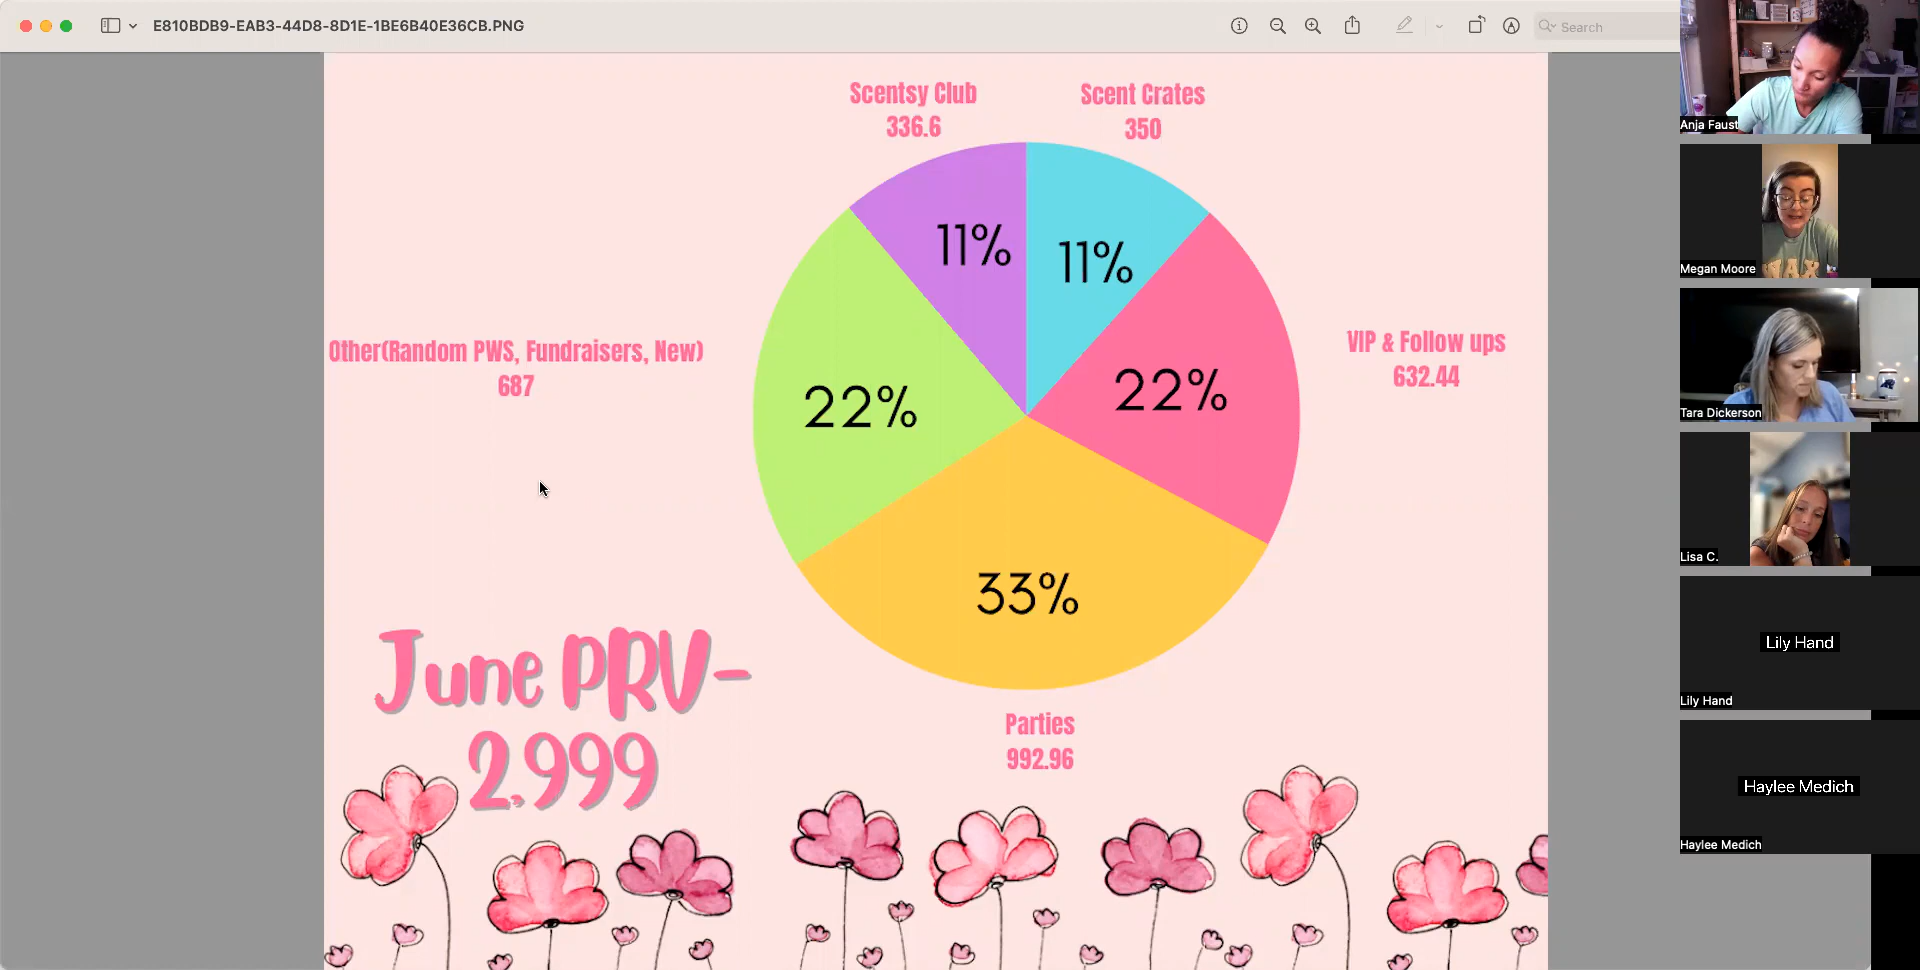 E810BDB9-EAB3-44D8-8D1E-1BE6B40E36CB.PNG
Search
Scentsy Club
336.6
Scent Crates
350
11%
11%
Other(Random PWS, Fundraisers, New)
687
VIP & Follow ups
632.44
22%
22%
33%
June PRV-
2,999
Parties
992.96
Anja Faust
Megan Moore
Tara Dickerson
Lisa C.
Lily Hand
Lily Hand
Haylee Medich
Haylee Medich